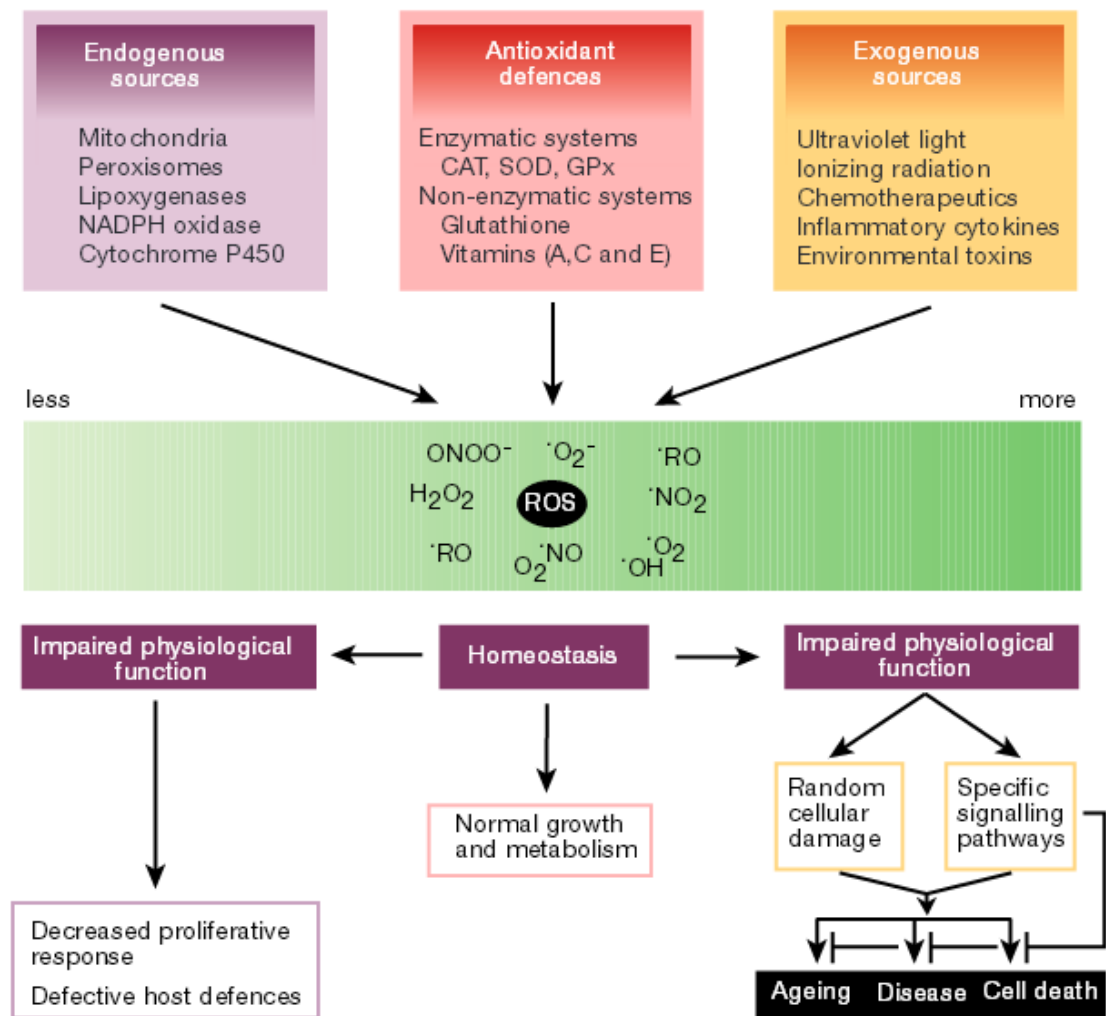 Endogenous
sources
Mitochondria
Peroxisomes
Lipoxygenases
NADPH oxidase
Cytochrome P450
Antioxidant
defences
Enzymatic systems
CAT, SOD, GPx
Non-enzymatic systems
Glutathione
Vitamins (A,C and E)
Exogenous
sources
Ultraviolet light
Ionizing radiation
Chemotherapeutics
Inflammatory cytokines
Environmental toxins
less
more
ONOO⁻
˙O₂⁻
˙RO
H₂O₂
ROS
˙NO₂
˙RO
O₂
˙NO
˙OH
˙O₂
Impaired physiological
function
Homeostasis
Impaired physiological
function
Random
cellular
damage
Specific
signalling
pathways
Normal growth
and metabolism
Decreased proliferative
response
Defective host defences
Ageing
Disease
Cell death